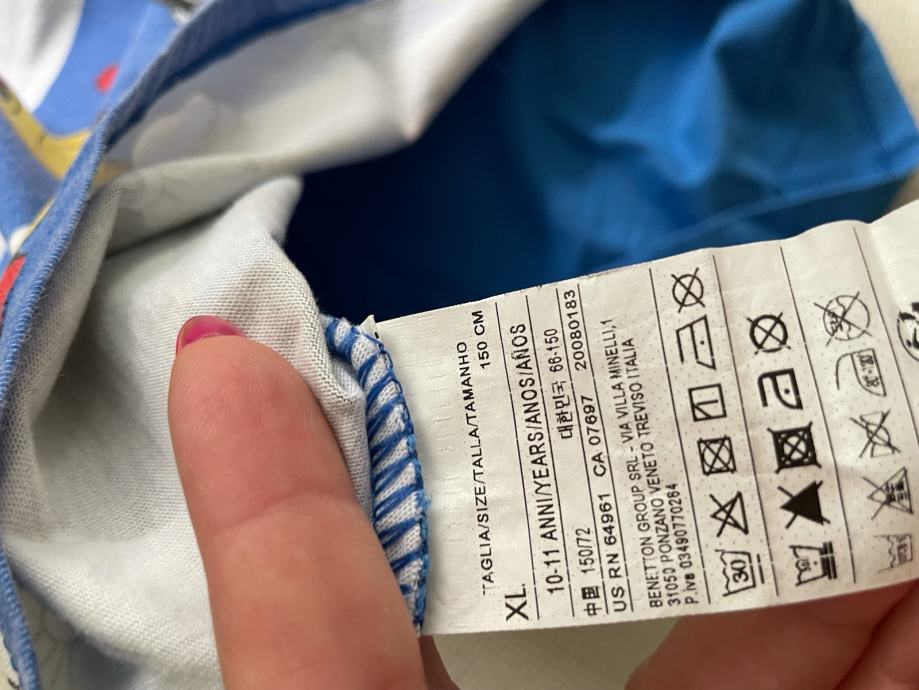 TAGLIA/SIZE/TALLA/TAMANHO
XL. 150 CM
10-11 ANNI/YEARS/ANOS/AÑOS
대한민국 66-150
中国 150/72 20080183
US RN 64961 CA 07697
BENETTON GROUP SRL - VIA VILLA MINELLI,1
31050 PONZANO VENETO TREVISO ITALIA
P.iva 03490770264
30